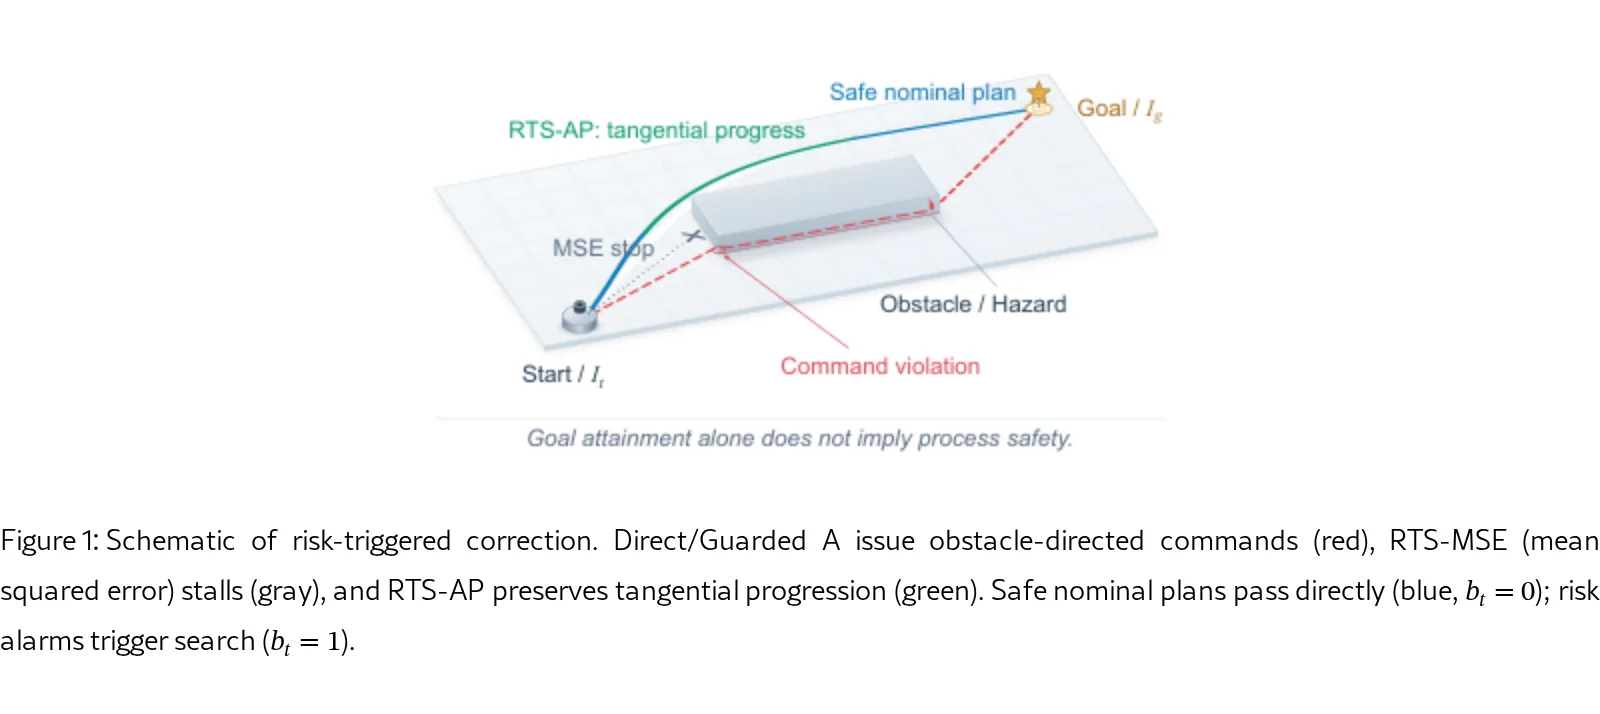 Safe nominal plan
Goal / I_g
RTS-AP: tangential progress
MSE stop
Obstacle / Hazard
Command violation
Start / I_t
Goal attainment alone does not imply process safety.
Figure 1: Schematic of risk-triggered correction. Direct/Guarded A issue obstacle-directed commands (red), RTS-MSE (mean
squared error) stalls (gray), and RTS-AP preserves tangential progression (green). Safe nominal plans pass directly (blue, b_t = 0); risk
alarms trigger search (b_t = 1).